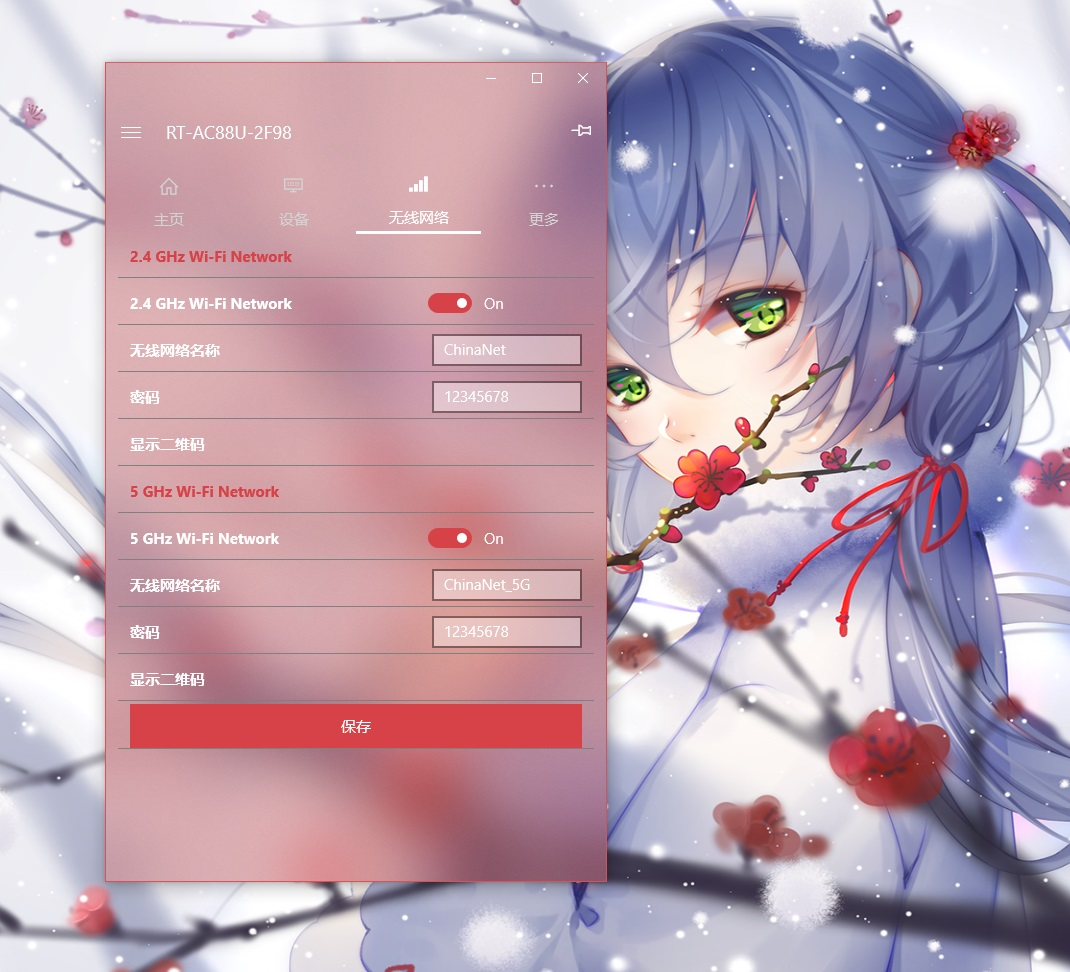 RT-AC88U-2F98
主页
设备
无线网络
更多
2.4 GHz Wi-Fi Network
2.4 GHz Wi-Fi Network On
无线网络名称 ChinaNet
密码 12345678
显示二维码
5 GHz Wi-Fi Network
5 GHz Wi-Fi Network On
无线网络名称 ChinaNet_5G
密码 12345678
显示二维码
保存